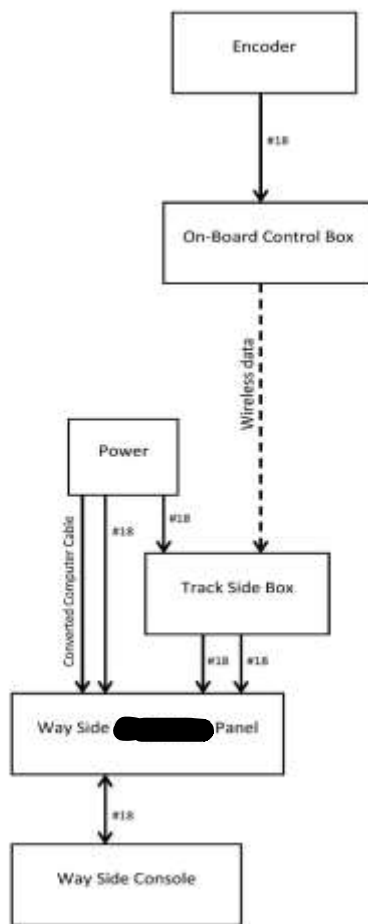 Encoder
#18
On-Board Control Box
Wireless data
Power
Converted Computer Cable
#18
#18
Track Side Box
#18
#18
Way Side Panel
#18
Way Side Console